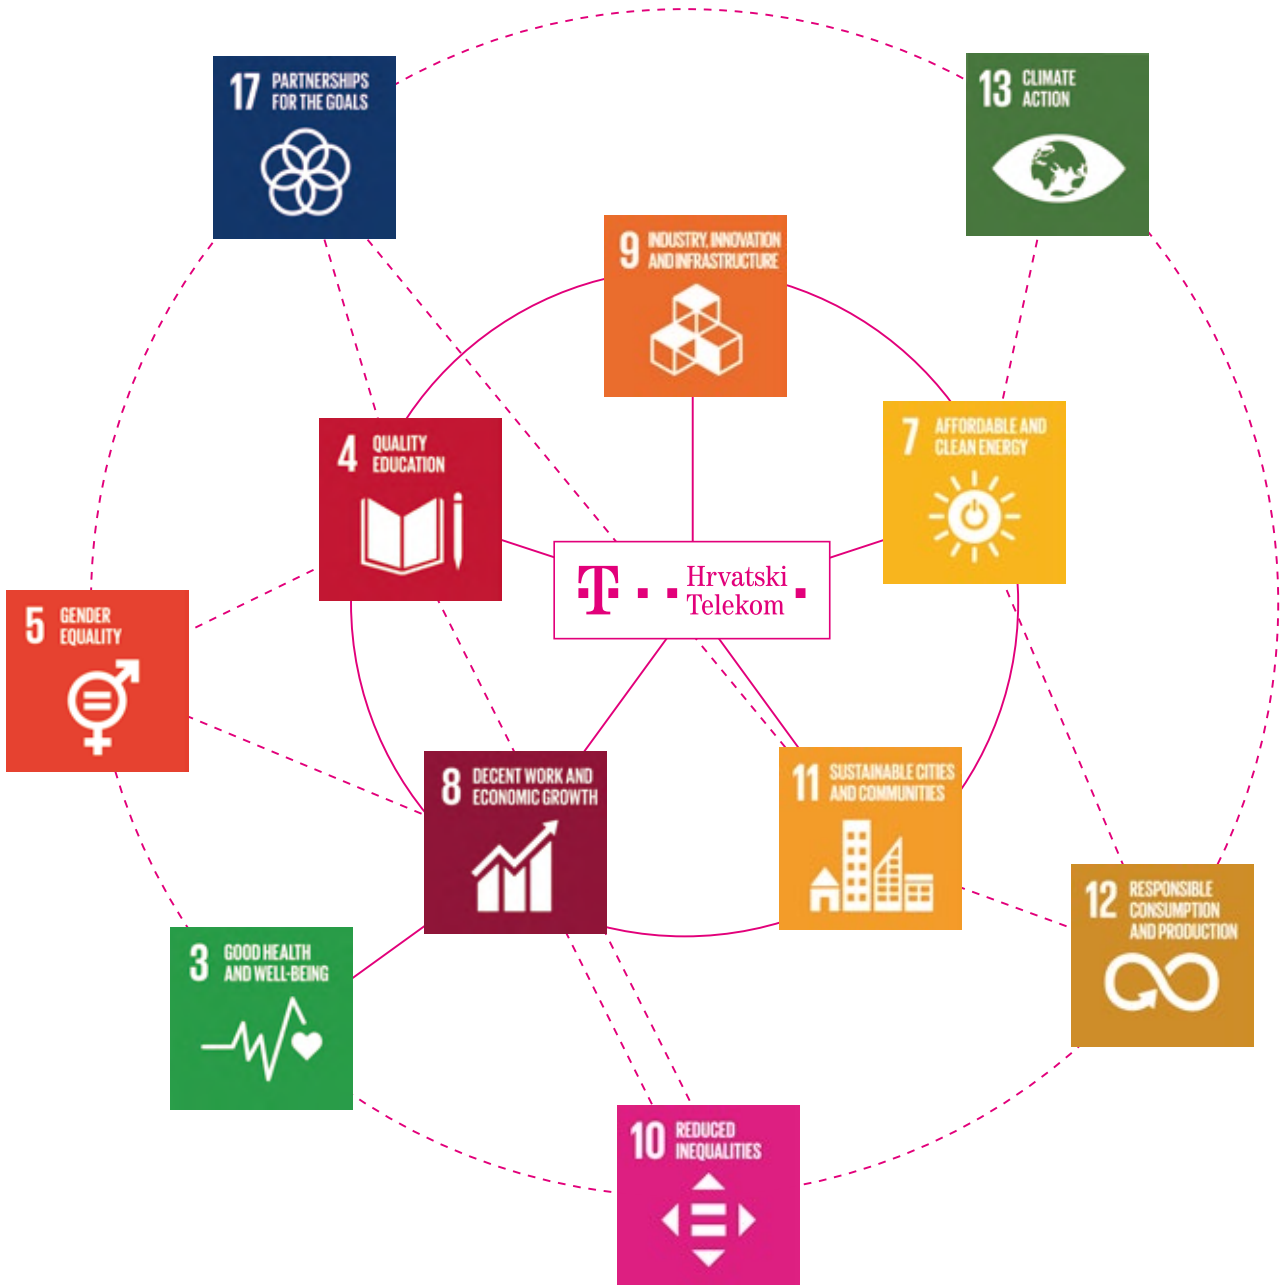 17 PARTNERSHIPS
FOR THE GOALS
13 CLIMATE
ACTION
9 INDUSTRY, INNOVATION
AND INFRASTRUCTURE
7 AFFORDABLE AND
CLEAN ENERGY
4 QUALITY
EDUCATION
T Hrvatski
Telekom
5 GENDER
EQUALITY
8 DECENT WORK AND
ECONOMIC GROWTH
11 SUSTAINABLE CITIES
AND COMMUNITIES
12 RESPONSIBLE
CONSUMPTION
AND PRODUCTION
3 GOOD HEALTH
AND WELL-BEING
10 REDUCED
INEQUALITIES